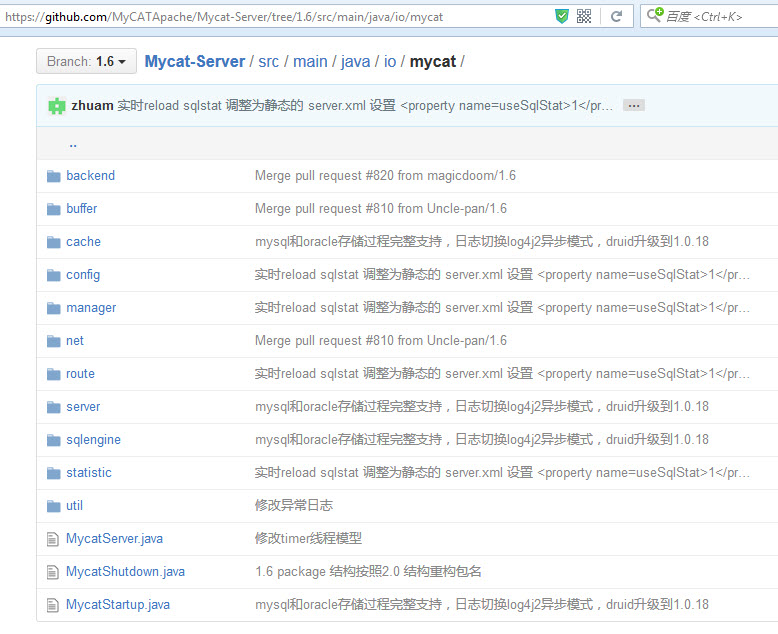 https://github.com/MyCATApache/Mycat-Server/tree/1.6/src/main/java/io/mycat 百度 <Ctrl+K>
Branch: 1.6 Mycat-Server / src / main / java / io / mycat /
zhuam 实时reload sqlstat 调整为静态的 server.xml 设置 <property name=useSqlStat>1</pr… …
..
backend Merge pull request #820 from magicdoom/1.6
buffer Merge pull request #810 from Uncle-pan/1.6
cache mysql和oracle存储过程完整支持，日志切换log4j2异步模式，druid升级到1.0.18
config 实时reload sqlstat 调整为静态的 server.xml 设置 <property name=useSqlStat>1</pr…
manager 实时reload sqlstat 调整为静态的 server.xml 设置 <property name=useSqlStat>1</pr…
net Merge pull request #810 from Uncle-pan/1.6
route 实时reload sqlstat 调整为静态的 server.xml 设置 <property name=useSqlStat>1</pr…
server mysql和oracle存储过程完整支持，日志切换log4j2异步模式，druid升级到1.0.18
sqlengine mysql和oracle存储过程完整支持，日志切换log4j2异步模式，druid升级到1.0.18
statistic 实时reload sqlstat 调整为静态的 server.xml 设置 <property name=useSqlStat>1</pr…
util 修改异常日志
MycatServer.java 修改timer线程模型
MycatShutdown.java 1.6 package 结构按照2.0 结构重构包名
MycatStartup.java mysql和oracle存储过程完整支持，日志切换log4j2异步模式，druid升级到1.0.18